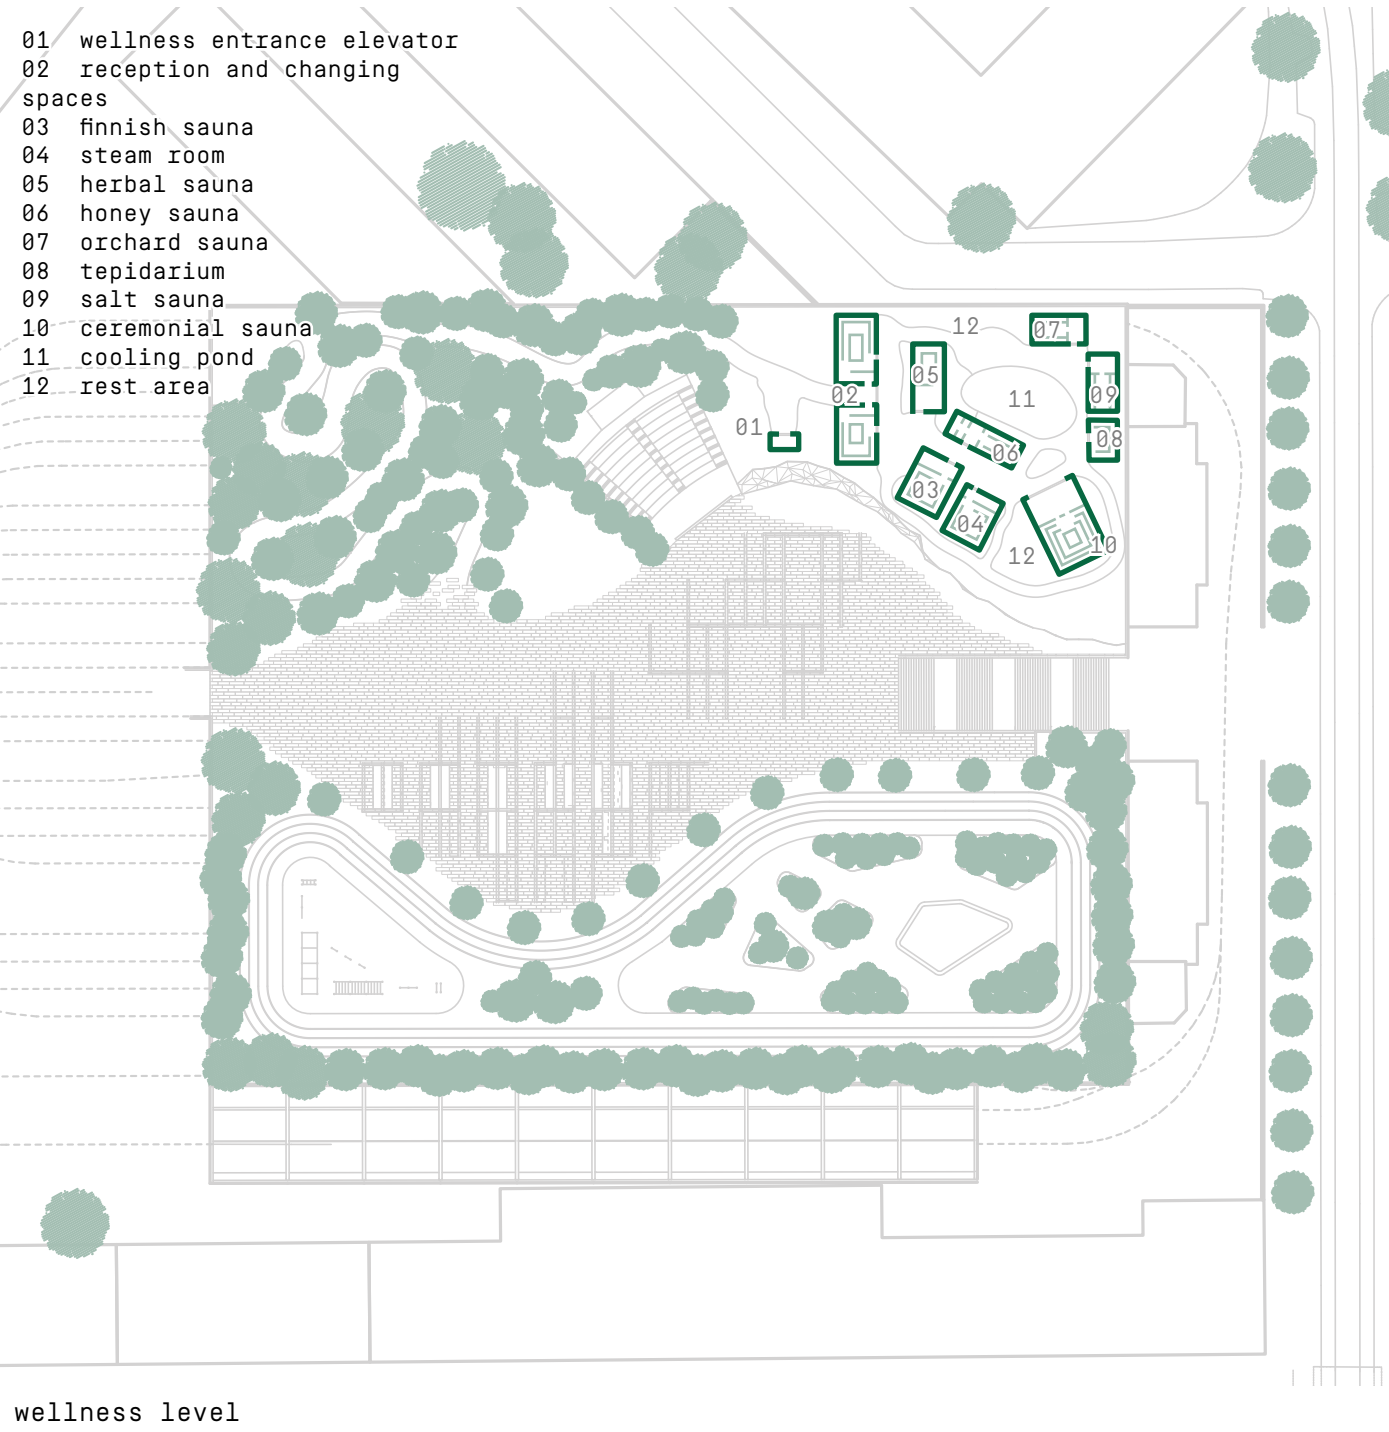 01 wellness entrance elevator
02 reception and changing
spaces
03 finnish sauna
04 steam room
05 herbal sauna
06 honey sauna
07 orchard sauna
08 tepidarium
09 salt sauna
10 ceremonial sauna
11 cooling pond
12 rest area
12
07
05
09
02
11
01
08
06
03
04
10
12
wellness level